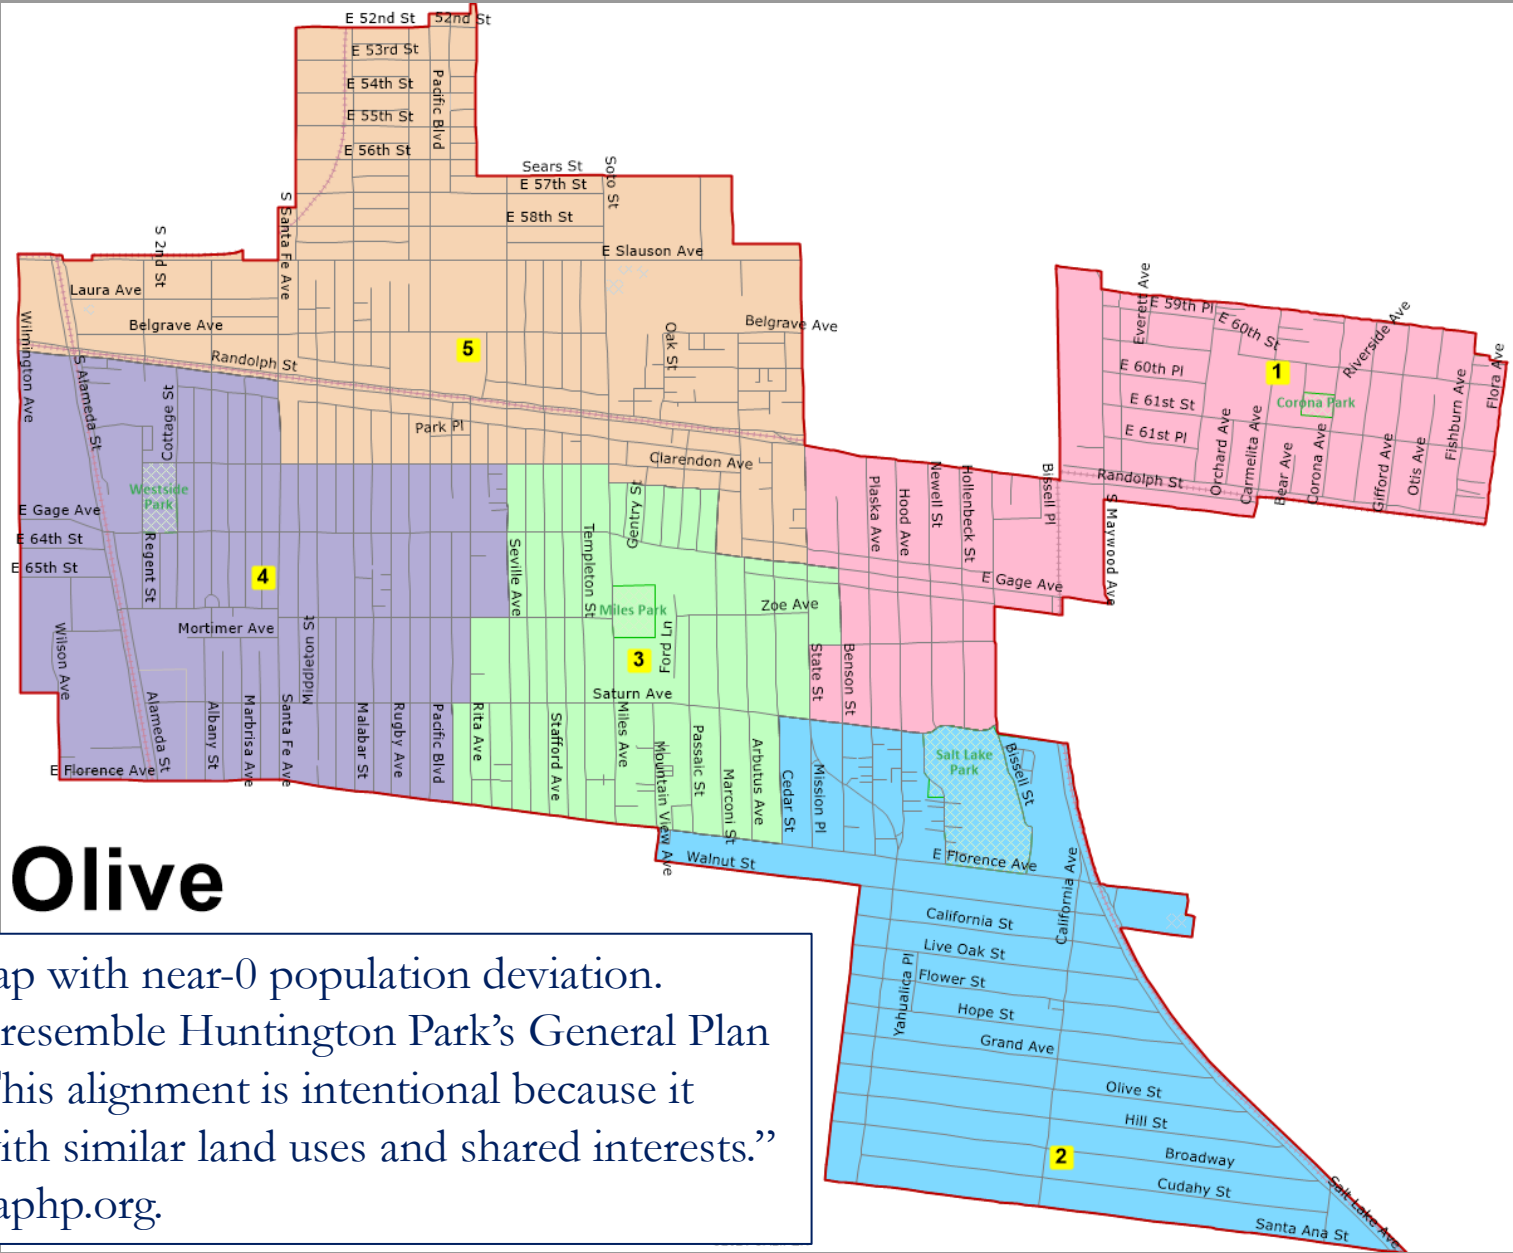 E 52nd St
52nd St
E 53rd St
E 54th St
Pacific Blvd
E 55th St
E 56th St
Sears St
Soto St
E 57th St
E 58th St
S Santa Fe Ave
S 2nd St
E Slauson Ave
Laura Ave
Belgrave Ave
Belgrave Ave
Wilmington Ave
Oak St
5
Randolph St
S Alameda St
Cottage St
Park Pl
Clarendon Ave
Everett Ave
E 59th Pl
E 60th St
Riverside Ave
Flora Ave
1
E 60th Pl
Corona Park
E 61st St
Fishburn Ave
E 61st Pl
Orchard Ave
Carmelita Ave
Bear Ave
Corona Ave
Gifford Ave
Otis Ave
Randolph St
Bissell Pl
S Maywood Ave
Plaska Ave
Hood Ave
Newell St
Hollenbeck St
E Gage Ave
Westside
Park
E Gage Ave
E 64th St
E 65th St
Regent St
4
Gentry St
Templeton St
Seville Ave
Miles Park
Zoe Ave
Ford Ln
3
Mortimer Ave
Middleton St
Wilson Ave
State St
Benson St
Saturn Ave
Alameda St
Albany St
Marbrisa Ave
Santa Fe Ave
Malabar St
Rugby Ave
Pacific Blvd
Rita Ave
Stafford Ave
Miles Ave
Mountain View Ave
Passaic St
Marconi St
Arbutus Ave
Cedar St
Mission Pl
Salt Lake
Park
Bissell St
E Florence Ave
E Florence Ave
Walnut St
California Ave
California St
Live Oak St
Yahualica Pl
Flower St
Hope St
Grand Ave
Olive St
Hill St
2
Broadway
Cudahy St
Salt Lake Ave
Santa Ana St
Olive
ap with near-0 population deviation.
resemble Huntington Park’s General Plan
This alignment is intentional because it
with similar land uses and shared interests.”
aphp.org.